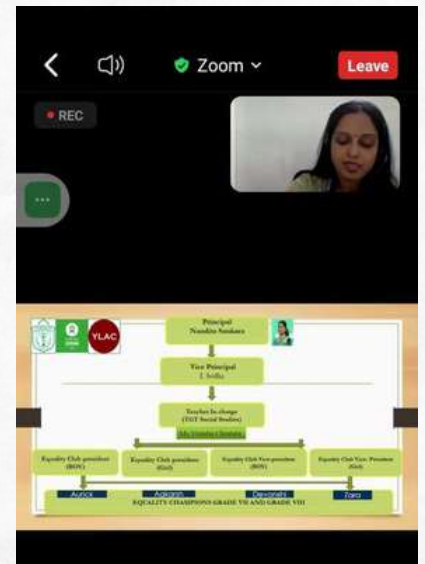 Zoom
Leave
REC
YLAC
Principal
Nandita Sankara
Vice Principal
Teacher In-charge
(TGT Social Studies)
Equality Club president
(BOY)
Equality Club president
(Girl)
Equality Club Vice-president
(BOY)
Equality Club Vice-President
(Girl)
Aurick
Aakarsh
Devanshi
Zara
EQUALITY CHAMPIONS GRADE VII AND GRADE VIII